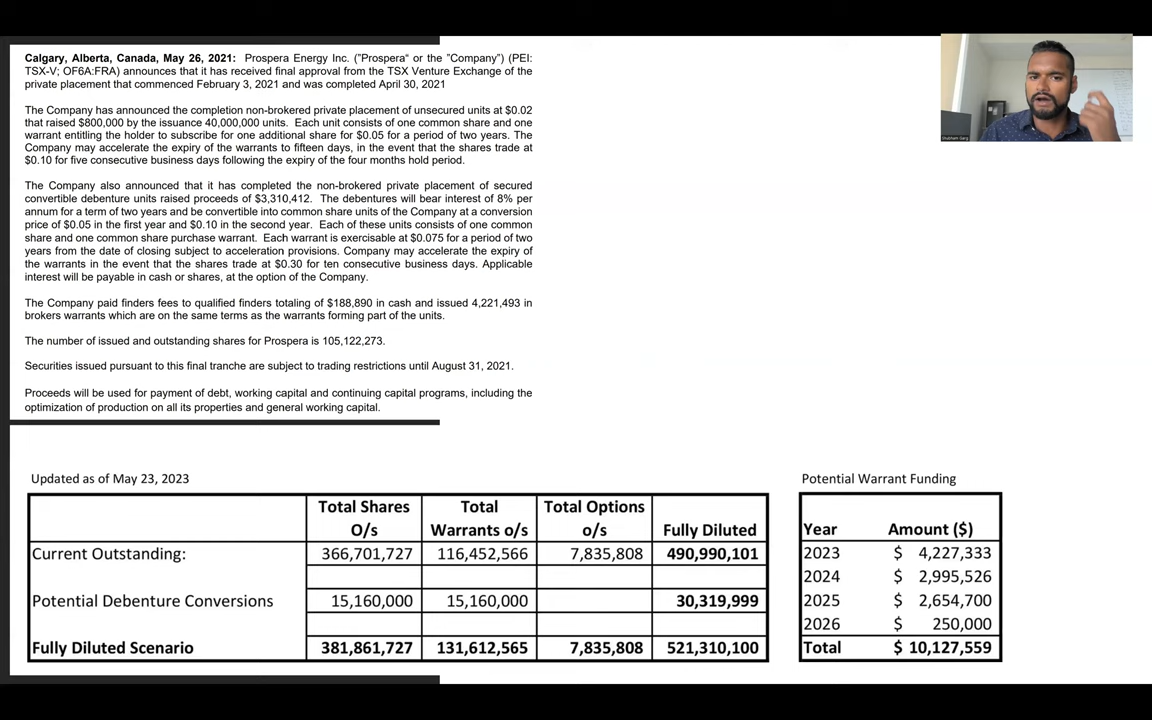 Calgary, Alberta, Canada, May 26, 2021: Prospera Energy Inc. ("Prospera" or the "Company") (PEI:
TSX-V; OF6A:FRA) announces that it has received final approval from the TSX Venture Exchange of the
private placement that commenced February 3, 2021 and was completed April 30, 2021
The Company has announced the completion non-brokered private placement of unsecured units at $0.02
that raised $800,000 by the issuance 40,000,000 units. Each unit consists of one common share and one
warrant entitling the holder to subscribe for one additional share for $0.05 for a period of two years. The
Company may accelerate the expiry of the warrants to fifteen days, in the event that the shares trade at
$0.10 for five consecutive business days following the expiry of the four months hold period.
The Company also announced that it has completed the non-brokered private placement of secured
convertible debenture units raised proceeds of $3,310,412. The debentures will bear interest of 8% per
annum for a term of two years and be convertible into common share units of the Company at a conversion
price of $0.05 in the first year and $0.10 in the second year. Each of these units consists of one common
share and one common share purchase warrant. Each warrant is exercisable at $0.075 for a period of two
years from the date of closing subject to acceleration provisions. Company may accelerate the expiry of
the warrants in the event that the shares trade at $0.30 for ten consecutive business days. Applicable
interest will be payable in cash or shares, at the option of the Company.
The Company paid finders fees to qualified finders totaling of $188,890 in cash and issued 4,221,493 in
brokers warrants which are on the same terms as the warrants forming part of the units.
The number of issued and outstanding shares for Prospera is 105,122,273.
Securities issued pursuant to this final tranche are subject to trading restrictions until August 31, 2021.
Proceeds will be used for payment of debt, working capital and continuing capital programs, including the
optimization of production on all its properties and general working capital.
Shubham Garg
Updated as of May 23, 2023
Total Shares O/s Total Warrants o/s Total Options o/s Fully Diluted
Current Outstanding: 366,701,727 116,452,566 7,835,808 490,990,101
Potential Debenture Conversions 15,160,000 15,160,000 30,319,999
Fully Diluted Scenario 381,861,727 131,612,565 7,835,808 521,310,100
Potential Warrant Funding
Year Amount ($)
2023 $ 4,227,333
2024 $ 2,995,526
2025 $ 2,654,700
2026 $ 250,000
Total $ 10,127,559